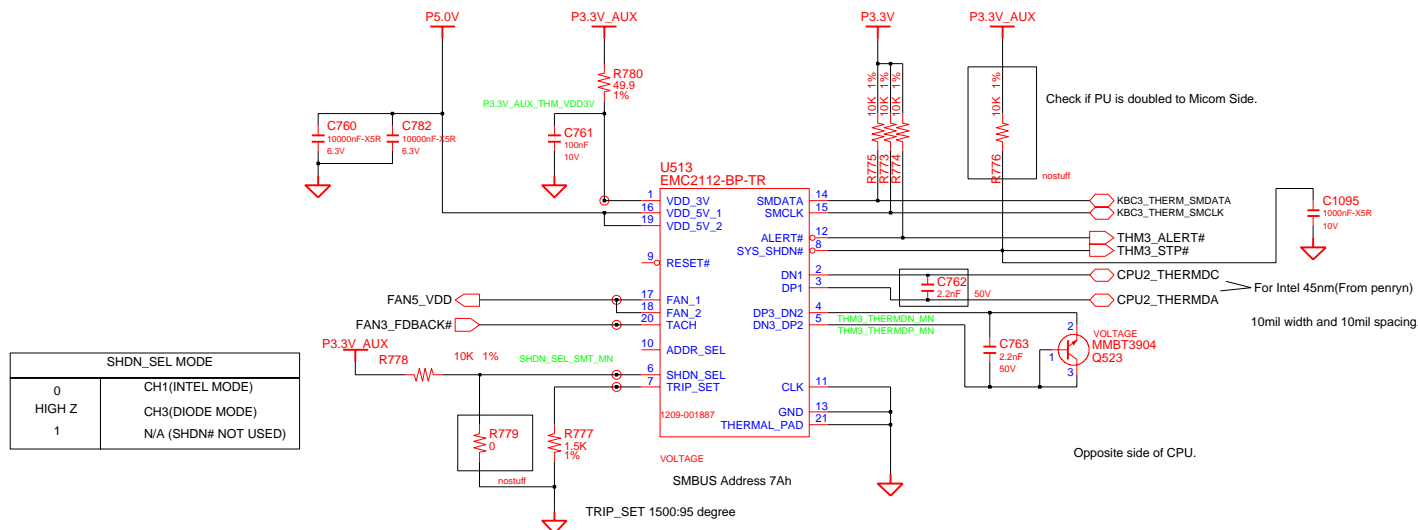 P5.0V
P3.3V_AUX
P3.3V
P3.3V_AUX
R780
49.9
1%
P3.3V_AUX_THM_VDD3V
C760
10000nF-X5R
6.3V
C782
10000nF-X5R
6.3V
C761
100nF
10V
10K 1%
10K 1%
10K 1%
R775
R773
R774
10K 1%
R776
nostuff
Check if PU is doubled to Micom Side.
U513
EMC2112-BP-TR
1 VDD_3V
16 VDD_5V_1
19 VDD_5V_2
9 RESET#
17 FAN_1
18 FAN_2
20 TACH
10 ADDR_SEL
6 SHDN_SEL
7 TRIP_SET
1209-001887
SMDATA 14
SMCLK 15
ALERT# 12
SYS_SHDN# 8
DN1 2
DP1 3
DP3_DN2 4
DN3_DP2 5
CLK 11
GND 13
THERMAL_PAD 21
KBC3_THERM_SMDATA
KBC3_THERM_SMCLK
THM3_ALERT#
THM3_STP#
C1095
1000nF-X5R
10V
CPU2_THERMDC
CPU2_THERMDA
C762
2.2nF 50V
For Intel 45nm(From penryn)
10mil width and 10mil spacing.
THM3_THERMDN_MN
THM3_THERMDP_MN
C763
2.2nF
50V
2
1
3
VOLTAGE
MMBT3904
Q523
FAN5_VDD
FAN3_FDBACK#
P3.3V_AUX
R778
10K 1%
SHDN_SEL_SMT_MN
SHDN_SEL MODE
0 CH1(INTEL MODE)
HIGH Z CH3(DIODE MODE)
1 N/A (SHDN# NOT USED)
R779
0
nostuff
R777
1.5K
1%
VOLTAGE
SMBUS Address 7Ah
TRIP_SET 1500:95 degree
Opposite side of CPU.